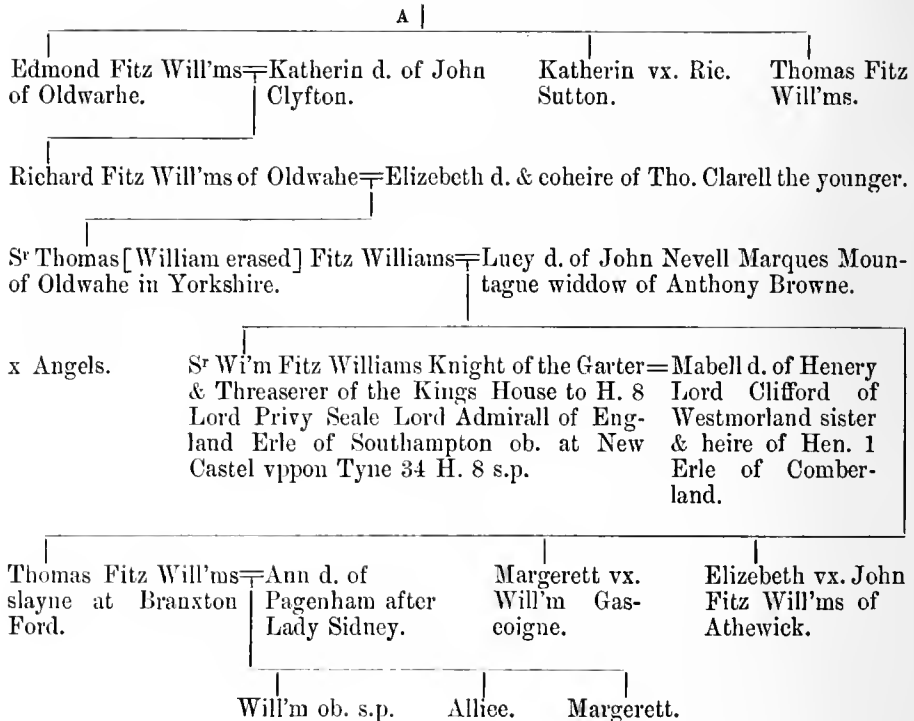 A
Edmond Fitz Will'ms
of Oldwarhe.
Katherin d. of John
Clyfton.
Katherin vx. Ric.
Sutton.
Thomas Fitz
Will'ms.
Richard Fitz Will'ms of Oldwahe
Elizebeth d. & coheire of Tho. Clarell the younger.
Sr Thomas [William erased] Fitz Williams
of Oldwahe in Yorkshire.
Lucy d. of John Nevell Marques Moun-
tague widdow of Anthony Browne.
x Angels.
Sr Wi'm Fitz Williams Knight of the Garter
& Threaserer of the Kings House to H. 8
Lord Privy Seale Lord Admirall of Eng-
land Erle of Southampton ob. at New
Castel vppon Tyne 34 H. 8 s.p.
Mabell d. of Henery
Lord Clifford of
Westmorland sister
& heire of Hen. 1
Erle of Comber-
land.
Thomas Fitz Will'ms
slayne at Branxton
Ford.
Ann d. of
Pagenham after
Lady Sidney.
Margerett vx.
Will'm Gas-
coigne.
Elizebeth vx. John
Fitz Will'ms of
Athewick.
Will'm ob. s.p.
Allice.
Margerett.